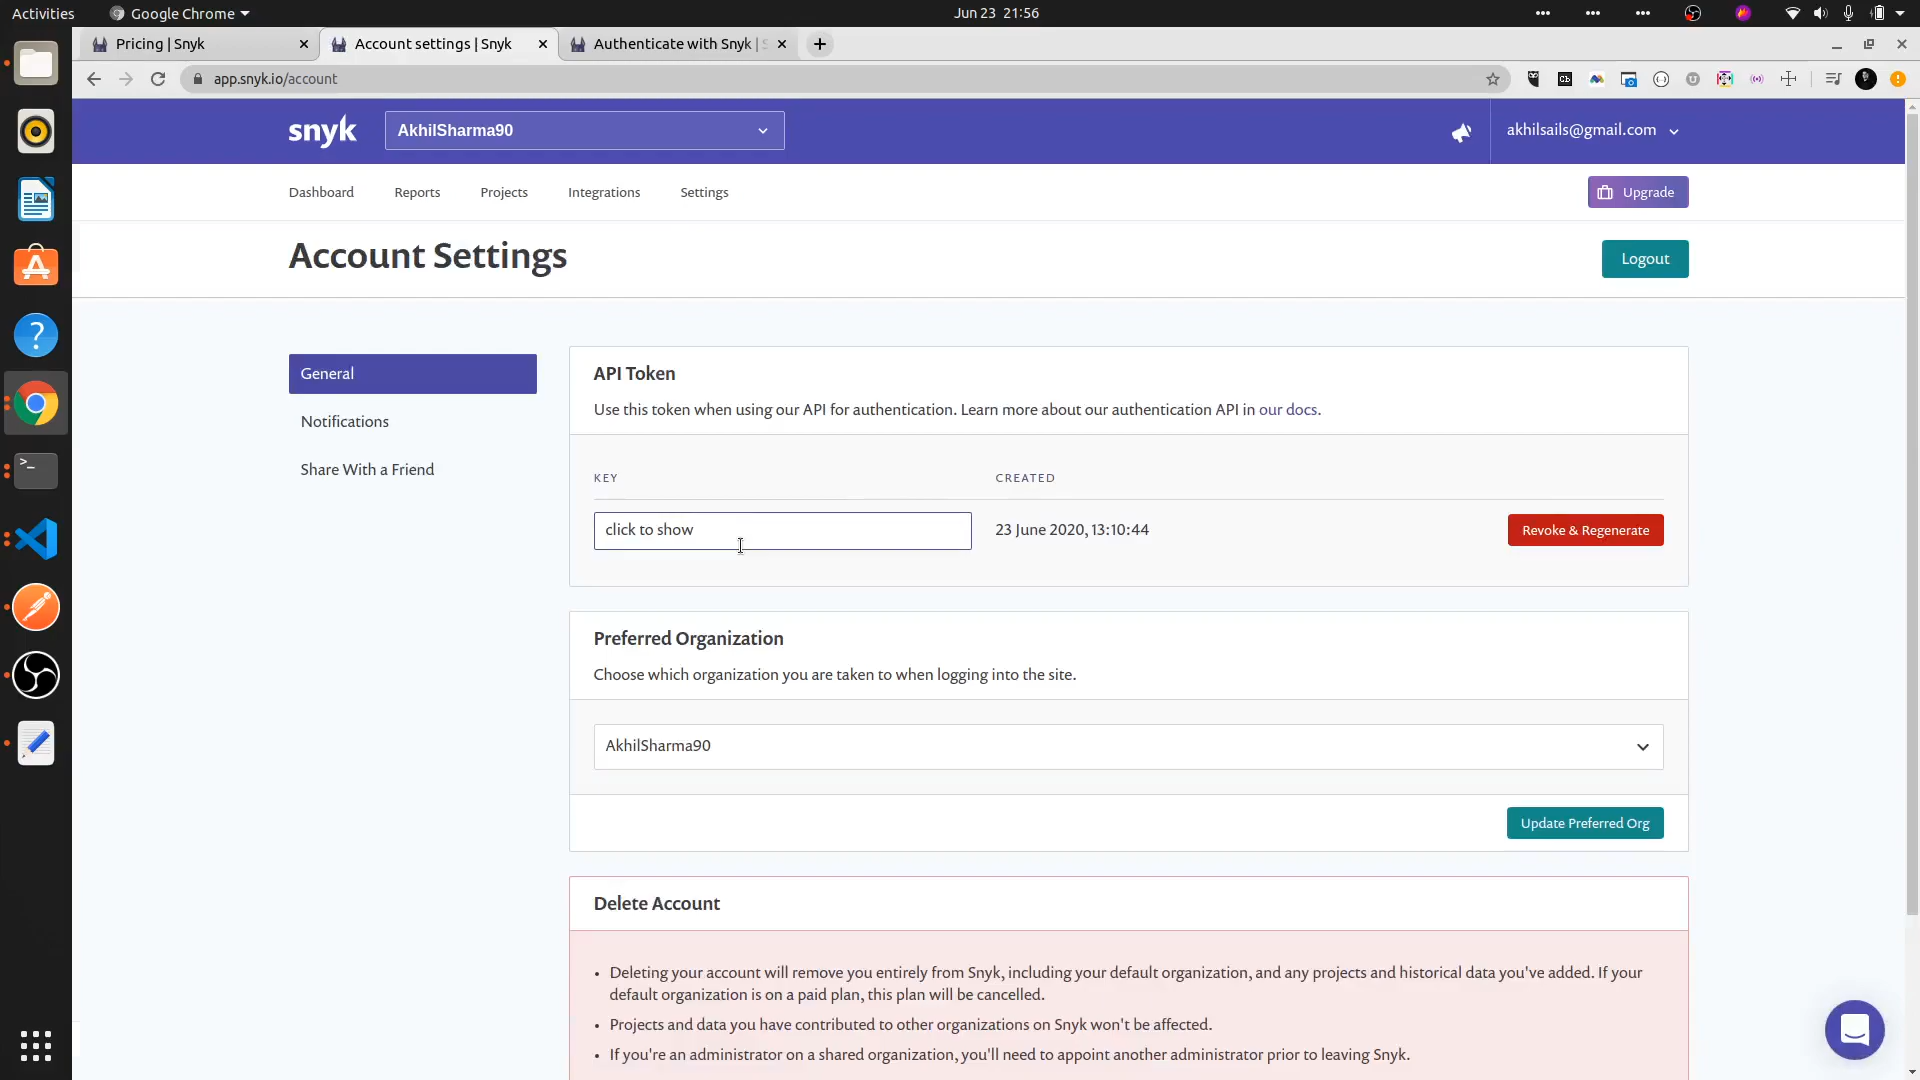 Activities
Google Chrome
Jun 23 21:56
Pricing | Snyk
Account settings | Snyk
Authenticate with Snyk |
app.snyk.io/account
snyk
AkhilSharma90
akhilsails@gmail.com
Dashboard
Reports
Projects
Integrations
Settings
Upgrade
Account Settings
Logout
General
Notifications
Share With a Friend
API Token
Use this token when using our API for authentication. Learn more about our authentication API in our docs.
KEY
CREATED
click to show
23 June 2020, 13:10:44
Revoke & Regenerate
Preferred Organization
Choose which organization you are taken to when logging into the site.
AkhilSharma90
Update Preferred Org
Delete Account
• Deleting your account will remove you entirely from Snyk, including your default organization, and any projects and historical data you've added. If your
default organization is on a paid plan, this plan will be cancelled.
• Projects and data you have contributed to other organizations on Snyk won't be affected.
• If you're an administrator on a shared organization, you'll need to appoint another administrator prior to leaving Snyk.